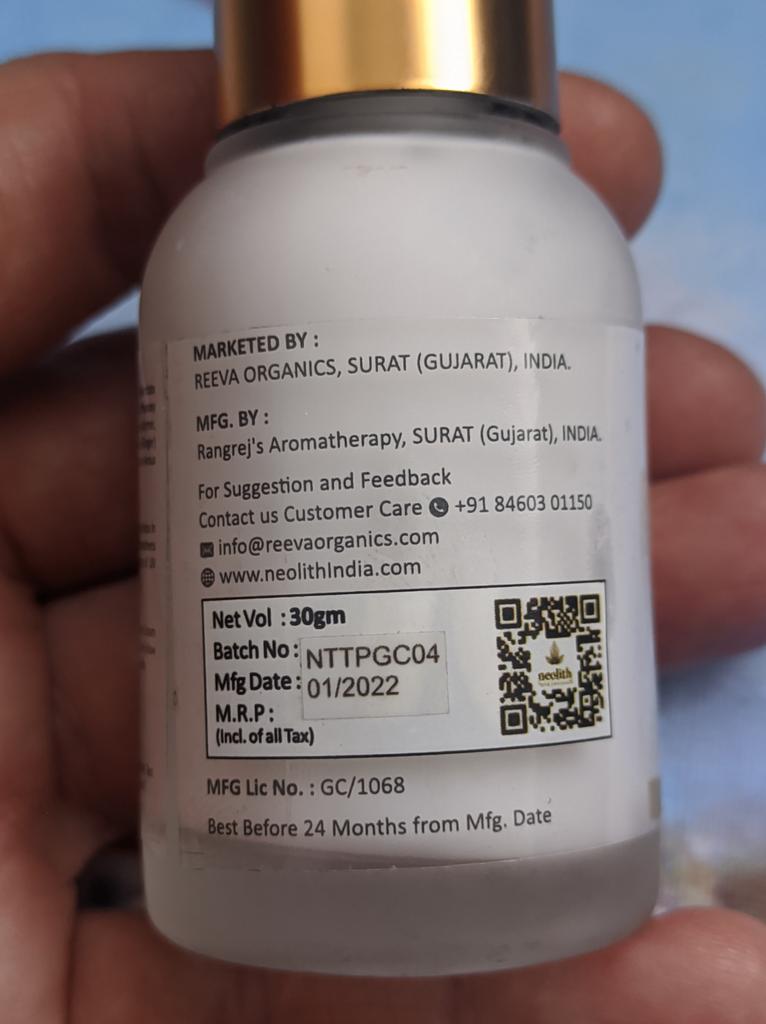 MARKETED BY :
REEVA ORGANICS, SURAT (GUJARAT), INDIA.
MFG. BY :
Rangrej's Aromatherapy, SURAT (Gujarat), INDIA.
For Suggestion and Feedback
Contact us Customer Care +91 84603 01150
info@reevaorganics.com
www.neolithIndia.com
Net Vol : 30gm
Batch No : NTTPGC04
Mfg Date : 01/2022
M.R.P :
(Incl. of all Tax)
neolith
MFG Lic No. : GC/1068
Best Before 24 Months from Mfg. Date